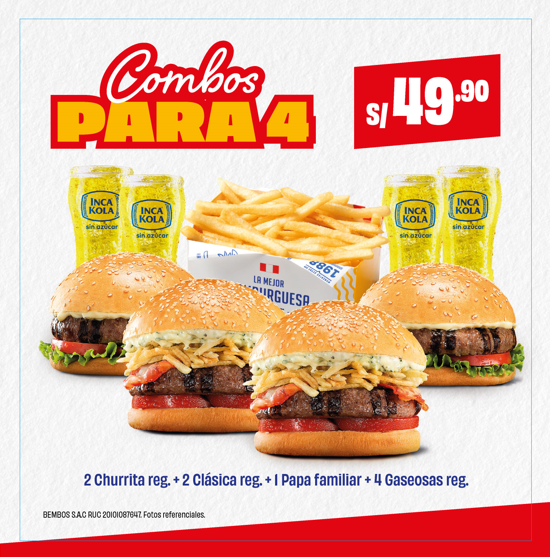 Combos
PARA 4
S/ 49.90
INCA
KOLA
sin azúcar
INCA
KOLA
sin azúcar
INCA
KOLA
sin azúcar
INCA
KOLA
sin azúcar
1988
LA MEJOR
BURGUESA
2 Churrita reg. + 2 Clásica reg. + 1 Papa familiar + 4 Gaseosas reg.
BEMBOS S.A.C RUC 20101087647. Fotos referenciales.